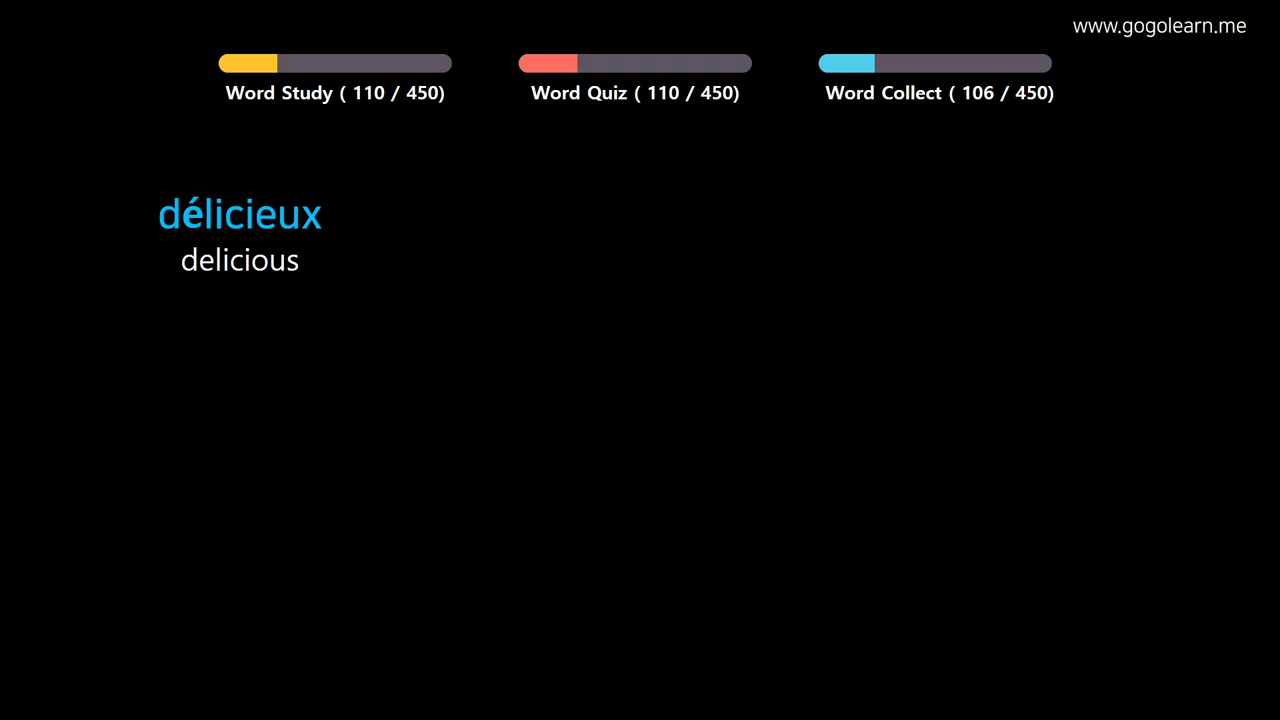 www.gogolearn.me
Word Study ( 110 / 450)
Word Quiz ( 110 / 450)
Word Collect ( 106 / 450)
délicieux
delicious